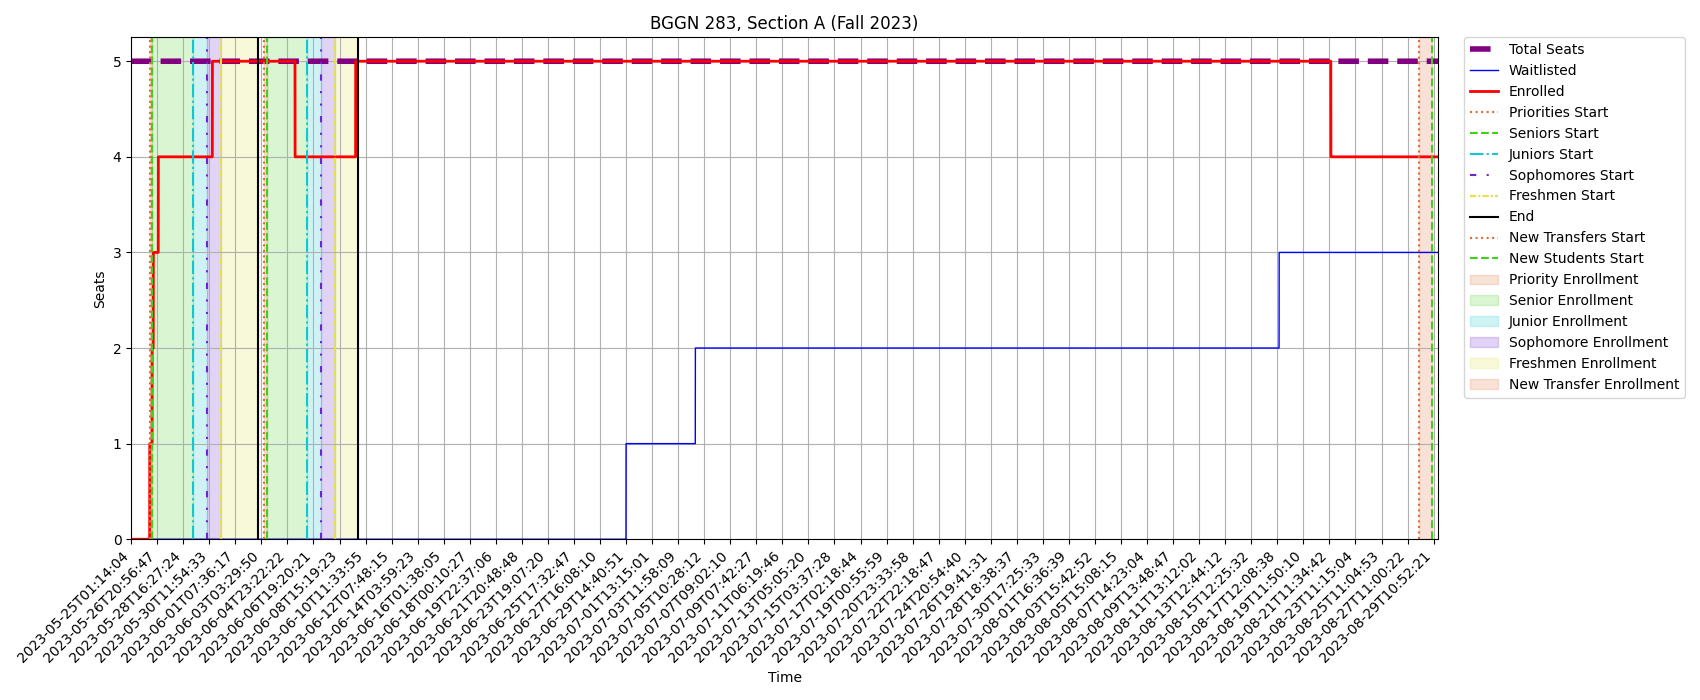 BGGN 283, Section A (Fall 2023)
Seats
5
4
3
2
1
0
2023-05-25T01:14:04
2023-05-26T20:56:47
2023-05-28T16:27:24
2023-05-30T11:54:33
2023-06-01T07:36:17
2023-06-03T03:29:50
2023-06-04T23:22:22
2023-06-06T19:20:21
2023-06-08T15:19:23
2023-06-10T11:33:55
2023-06-12T07:48:15
2023-06-14T03:59:23
2023-06-16T01:38:05
2023-06-18T00:10:27
2023-06-19T22:37:06
2023-06-21T20:48:48
2023-06-23T19:07:20
2023-06-25T17:32:47
2023-06-27T16:08:10
2023-06-29T14:40:51
2023-07-01T13:15:01
2023-07-03T11:58:09
2023-07-05T10:28:12
2023-07-07T09:02:10
2023-07-09T07:42:27
2023-07-11T06:19:46
2023-07-13T05:05:20
2023-07-15T03:37:28
2023-07-17T02:18:44
2023-07-19T00:55:59
2023-07-20T23:33:58
2023-07-22T22:18:47
2023-07-24T20:54:40
2023-07-26T19:41:31
2023-07-28T18:38:37
2023-07-30T17:25:33
2023-08-01T16:36:39
2023-08-03T15:42:52
2023-08-05T15:08:15
2023-08-07T14:23:04
2023-08-09T13:48:47
2023-08-11T13:12:02
2023-08-13T12:44:12
2023-08-15T12:25:32
2023-08-17T12:08:38
2023-08-19T11:50:10
2023-08-21T11:34:42
2023-08-23T11:15:04
2023-08-25T11:04:53
2023-08-27T11:00:22
2023-08-29T10:52:21
Time
Total Seats
Waitlisted
Enrolled
Priorities Start
Seniors Start
Juniors Start
Sophomores Start
Freshmen Start
End
New Transfers Start
New Students Start
Priority Enrollment
Senior Enrollment
Junior Enrollment
Sophomore Enrollment
Freshmen Enrollment
New Transfer Enrollment